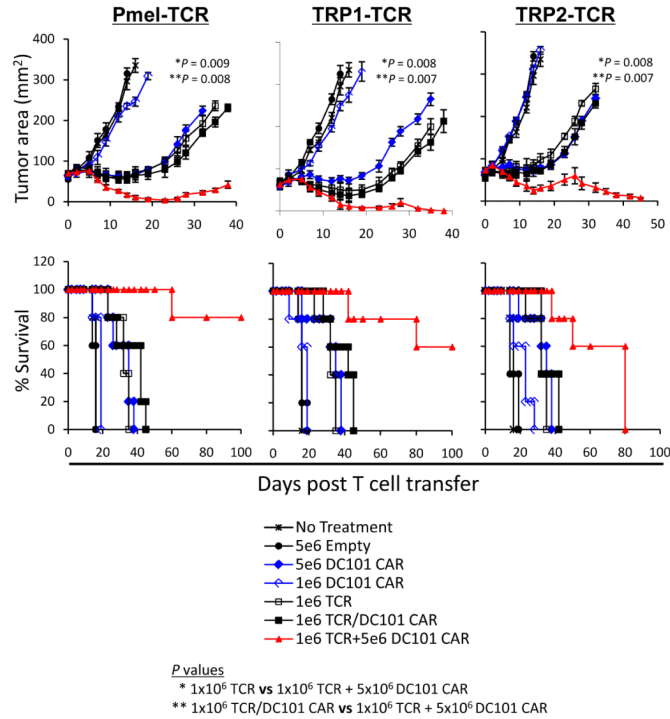 Pmel-TCR TRP1-TCR TRP2-TCR
400
300
200
100
0
Tumor area (mm²)
*P = 0.009
**P = 0.008
*P = 0.008
**P = 0.007
*P = 0.008
**P = 0.007
0 10 20 30 40
0 10 20 30 40
0 10 20 30 40 50
120
100
80
60
40
20
0
% Survival
0 20 40 60 80 100
0 20 40 60 80 100
0 20 40 60 80 100
Days post T cell transfer
No Treatment
5e6 Empty
5e6 DC101 CAR
1e6 DC101 CAR
1e6 TCR
1e6 TCR/DC101 CAR
1e6 TCR+5e6 DC101 CAR
P values
* 1x10⁶ TCR vs 1x10⁶ TCR + 5x10⁶ DC101 CAR
** 1x10⁶ TCR/DC101 CAR vs 1x10⁶ TCR + 5x10⁶ DC101 CAR